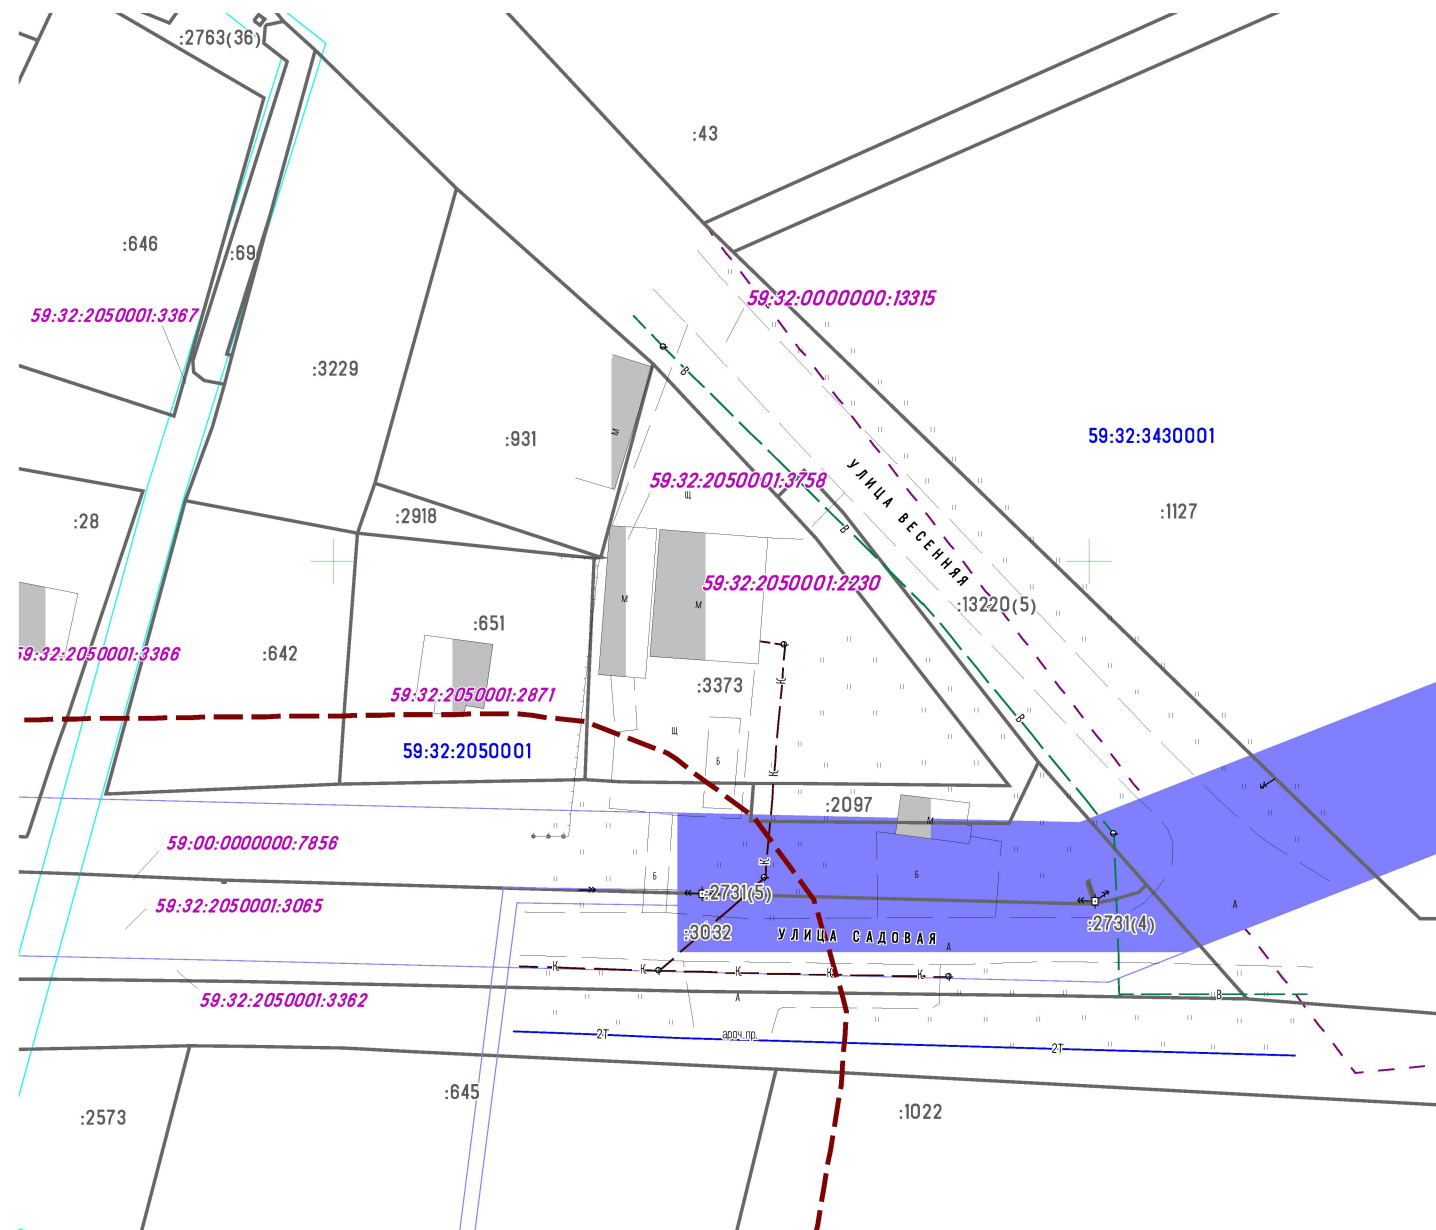 :2763(36)
:43
:646
:69
59:32:0000000:13315
59:32:2050001:3367
:3229
В
59:32:3430001
:931
М
59:32:2050001:3758
Щ
УЛИЦА ВЕСЕННЯЯ
:28
:2918
:1127
В
59:32:2050001:2230
М
М
:13220(5)
:651
59:32:2050001:3366
:642
:3373
К
59:32:2050001:2871
В
Щ
59:32:2050001
Б
К
:2097
М
59:00:0000000:7856
К
Б
Б
:2731(5)
59:32:2050001:3065
А
:2731(4)
:3032
УЛИЦА САДОВАЯ
А
К
К
К
К
К
59:32:2050001:3362
А
В
2Т
ароч.пр.
2Т
:645
:2573
:1022